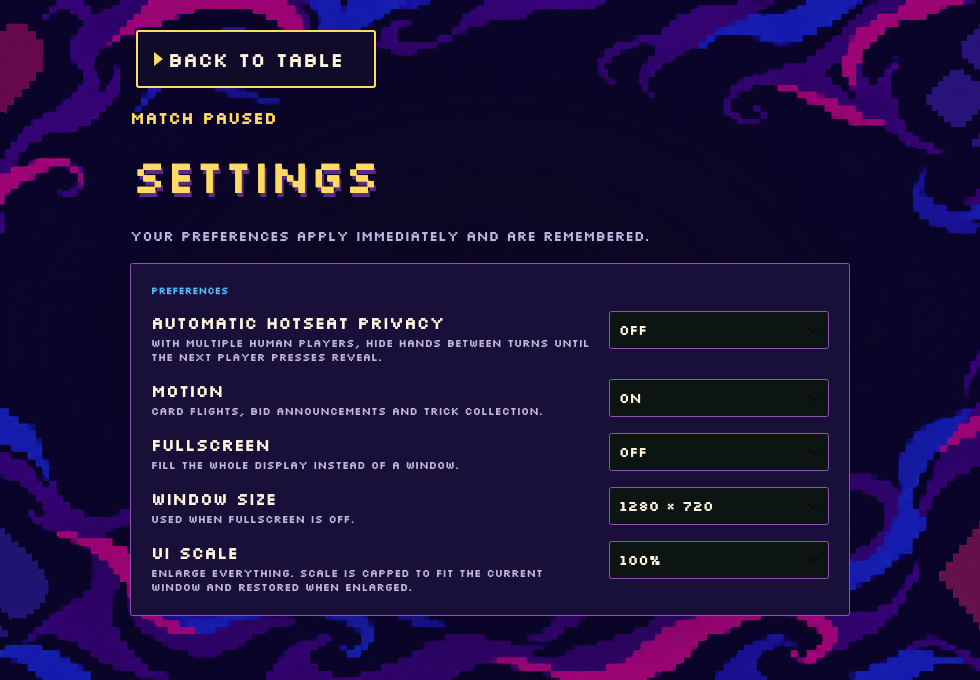 BACK TO TABLE
MATCH PAUSED
SETTINGS
YOUR PREFERENCES APPLY IMMEDIATELY AND ARE REMEMBERED.
PREFERENCES
AUTOMATIC HOTSEAT PRIVACY
OFF
WITH MULTIPLE HUMAN PLAYERS, HIDE HANDS BETWEEN TURNS UNTIL
THE NEXT PLAYER PRESSES REVEAL.
MOTION
ON
CARD FLIGHTS, BID ANNOUNCEMENTS AND TRICK COLLECTION.
FULLSCREEN
OFF
FILL THE WHOLE DISPLAY INSTEAD OF A WINDOW.
WINDOW SIZE
1280 × 720
USED WHEN FULLSCREEN IS OFF.
UI SCALE
100%
ENLARGE EVERYTHING. SCALE IS CAPPED TO FIT THE CURRENT
WINDOW AND RESTORED WHEN ENLARGED.